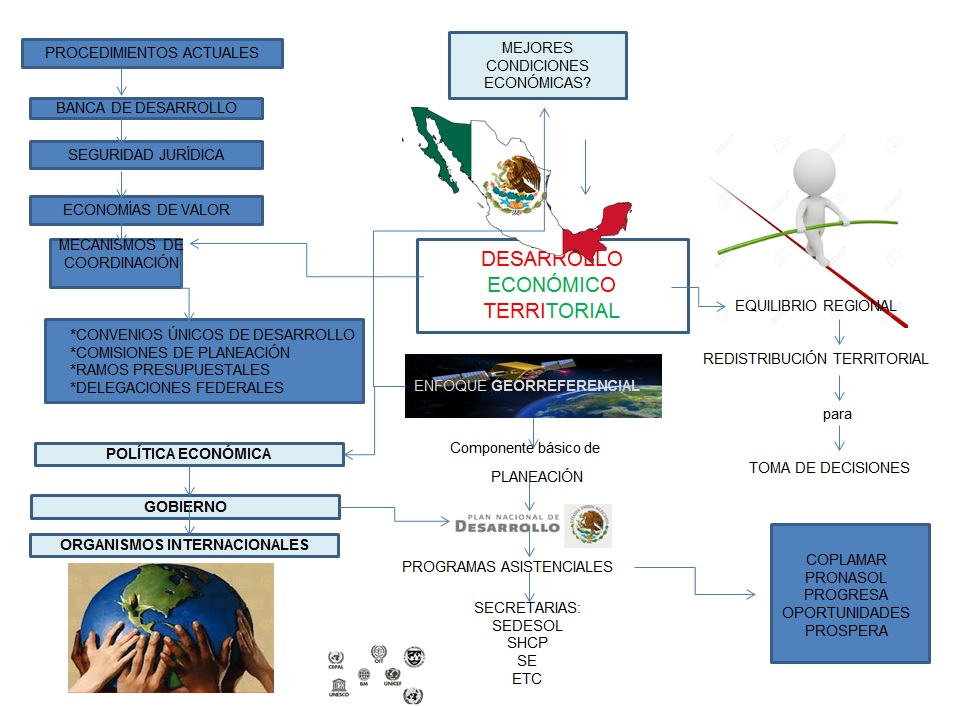 PROCEDIMIENTOS ACTUALES
BANCA DE DESARROLLO
SEGURIDAD JURÍDICA
ECONOMÍAS DE VALOR
MECANISMOS DE
COORDINACIÓN
*CONVENIOS ÚNICOS DE DESARROLLO
*COMISIONES DE PLANEACIÓN
*RAMOS PRESUPUESTALES
*DELEGACIONES FEDERALES
POLÍTICA ECONÓMICA
GOBIERNO
ORGANISMOS INTERNACIONALES
MEJORES
CONDICIONES
ECONÓMICAS?
DESARROLLO
ECONÓMICO
TERRITORIAL
ENFOQUE GEORREFERENCIAL
Componente básico de
PLANEACIÓN
PLAN NACIONAL DE
DESARROLLO
PROGRAMAS ASISTENCIALES
SECRETARIAS:
SEDESOL
SHCP
SE
ETC
CEPAL
OIT
BM
UNICEF
UNESCO
EQUILIBRIO REGIONAL
REDISTRIBUCIÓN TERRITORIAL
para
TOMA DE DECISIONES
COPLAMAR
PRONASOL
PROGRESA
OPORTUNIDADES
PROSPERA